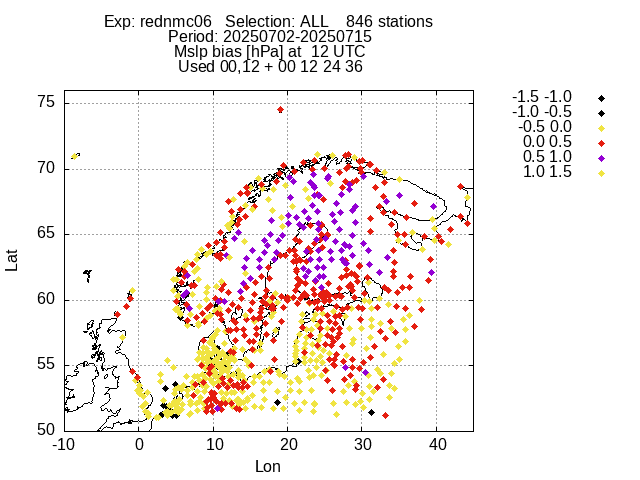 Exp: rednmc06   Selection: ALL    846 stations
Period: 20250702-20250715
Mslp bias [hPa] at  12 UTC
Used 00,12 + 00 12 24 36
-1.5 -1.0
-1.0 -0.5
-0.5 0.0
0.0 0.5
0.5 1.0
1.0 1.5
75
70
65
60
55
50
Lat
-10 0 10 20 30 40
Lon